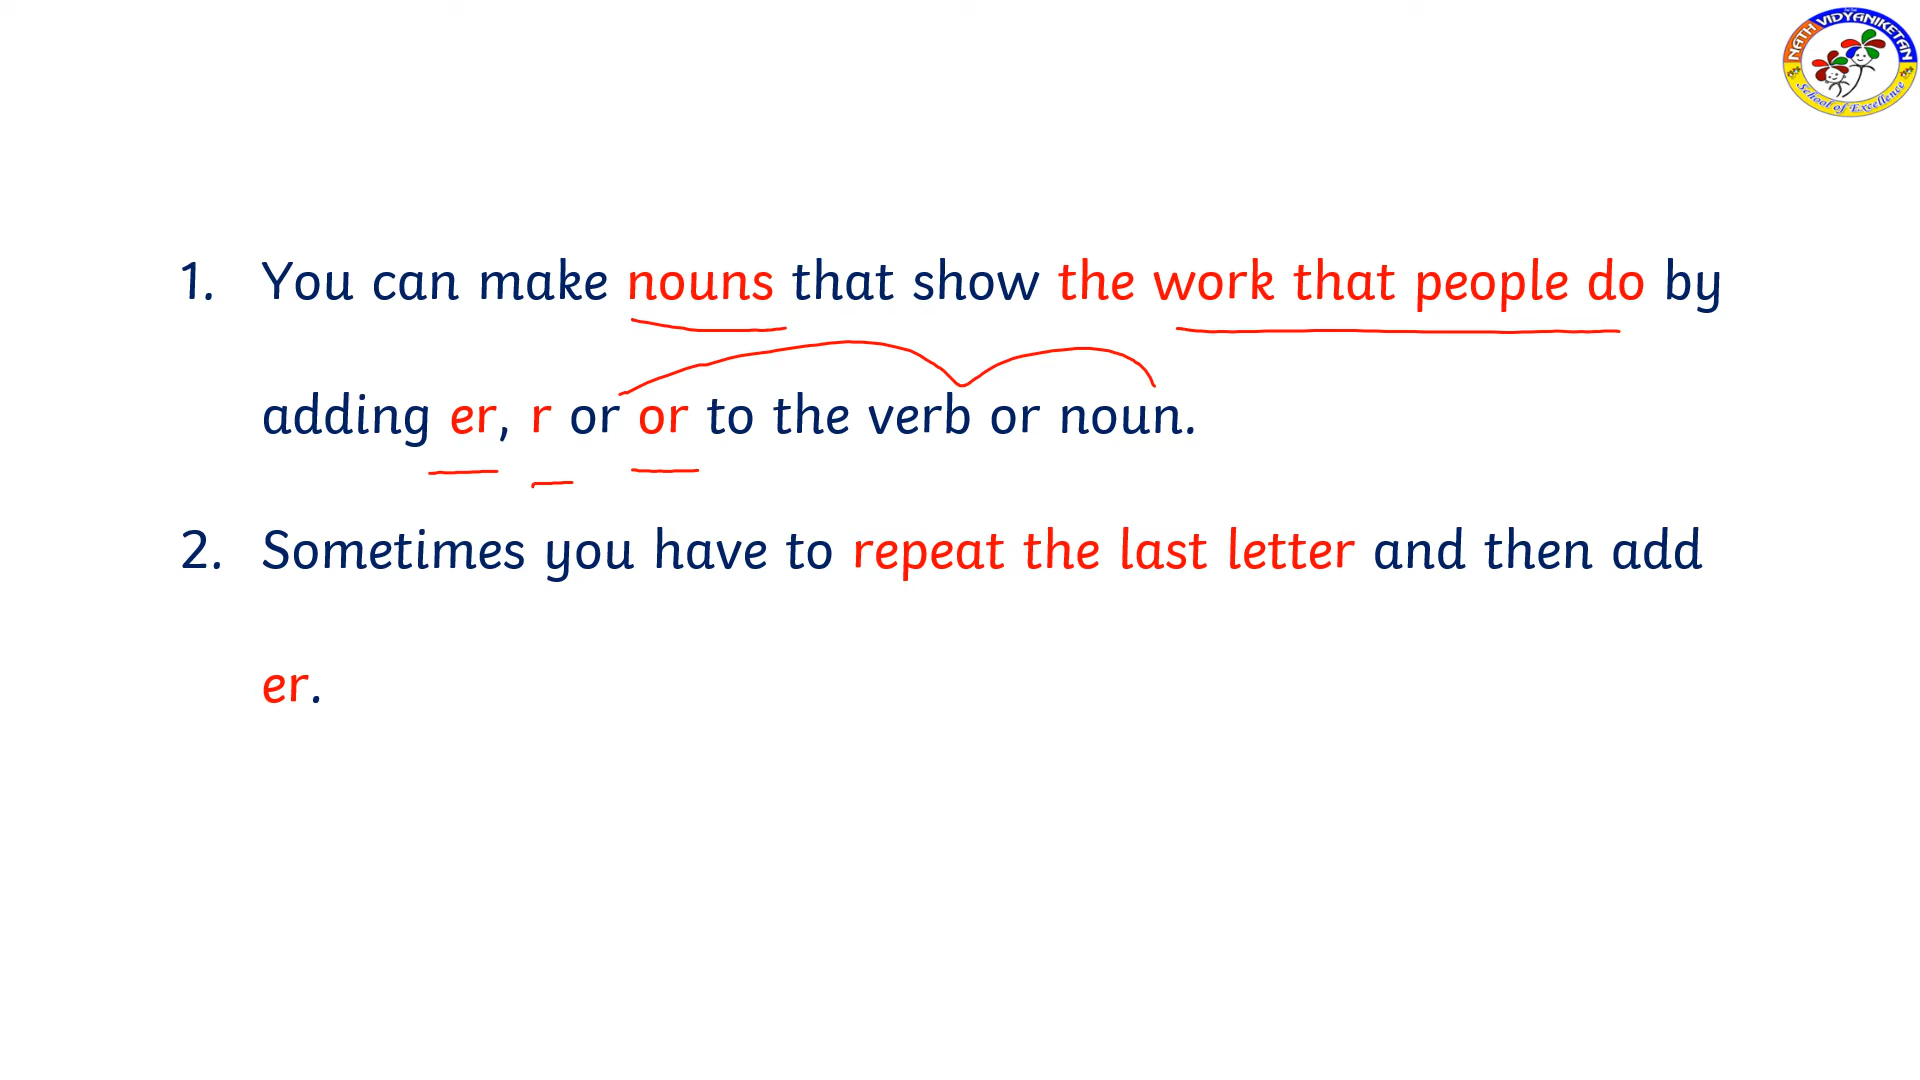 NATH VIDYANIKETAN
School of Excellence
1. You can make nouns that show the work that people do by
adding er, r or or to the verb or noun.
2. Sometimes you have to repeat the last letter and then add
er.